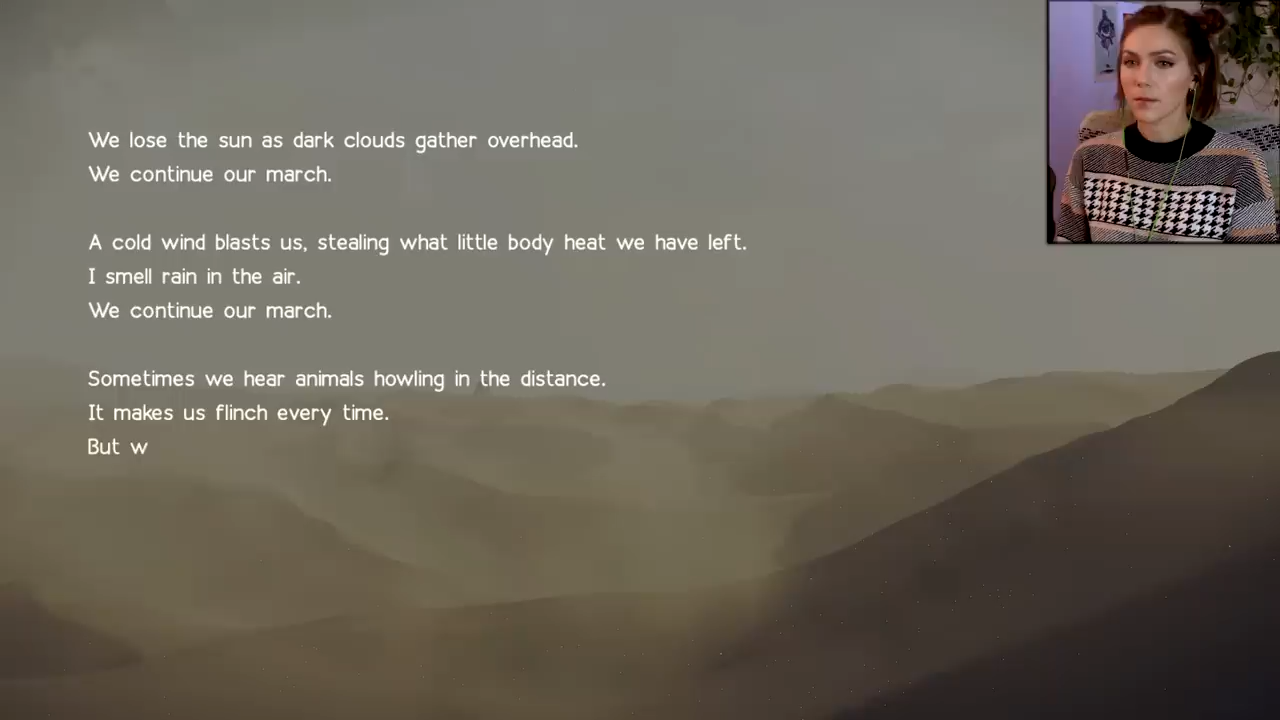 We lose the sun as dark clouds gather overhead.
We continue our march.
A cold wind blasts us, stealing what little body heat we have left.
I smell rain in the air.
We continue our march.
Sometimes we hear animals howling in the distance.
It makes us flinch every time.
But w